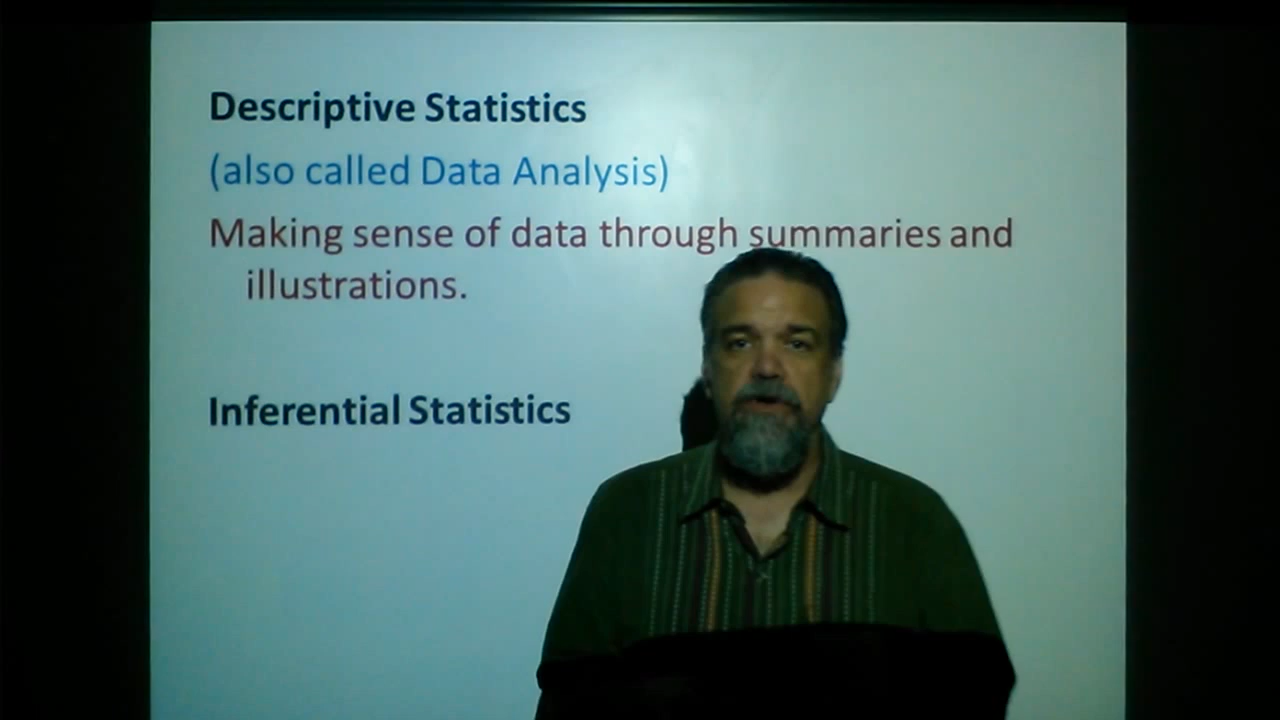 Descriptive Statistics
(also called Data Analysis)
Making sense of data through summaries and
illustrations.
Inferential Statistics